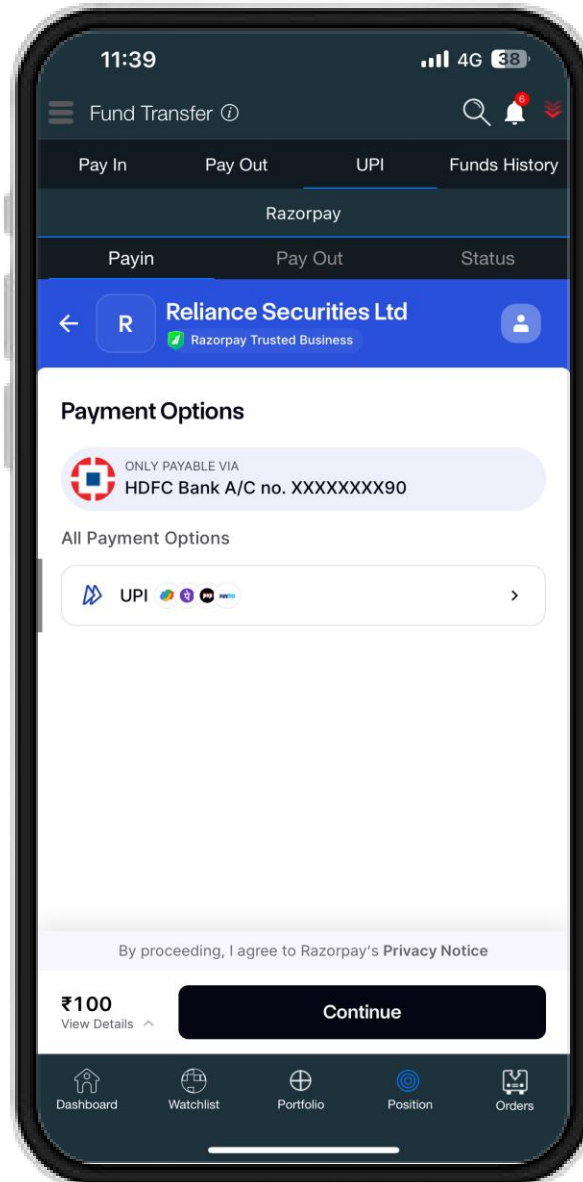 11:39
4G 38
Fund Transfer
6
Pay In Pay Out UPI Funds History
Razorpay
Payin Pay Out Status
R
Reliance Securities Ltd
Razorpay Trusted Business
Payment Options
ONLY PAYABLE VIA
HDFC Bank A/C no. XXXXXXXX90
All Payment Options
UPI
By proceeding, I agree to Razorpay's Privacy Notice
₹100
View Details
Continue
Dashboard Watchlist Portfolio Position Orders